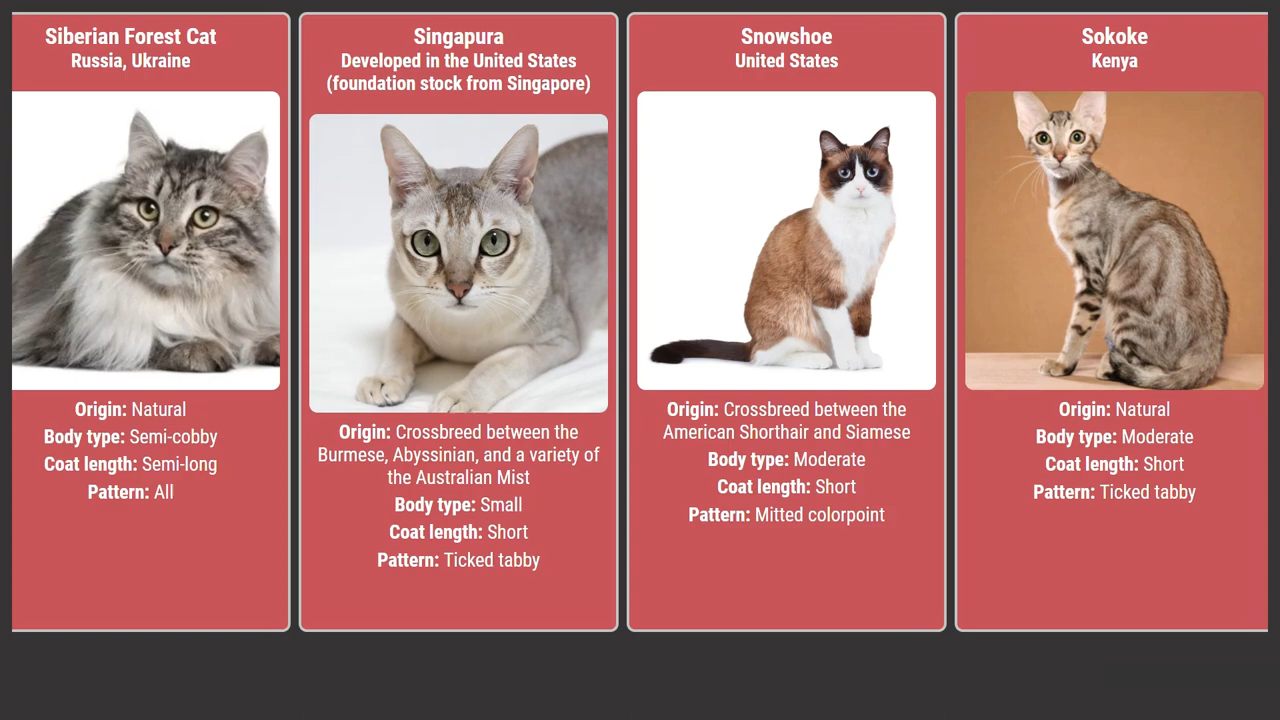 Siberian Forest Cat
Russia, Ukraine
Origin: Natural
Body type: Semi-cobby
Coat length: Semi-long
Pattern: All
Singapura
Developed in the United States
(foundation stock from Singapore)
Origin: Crossbreed between the
Burmese, Abyssinian, and a variety of
the Australian Mist
Body type: Small
Coat length: Short
Pattern: Ticked tabby
Snowshoe
United States
Origin: Crossbreed between the
American Shorthair and Siamese
Body type: Moderate
Coat length: Short
Pattern: Mitted colorpoint
Sokoke
Kenya
Origin: Natural
Body type: Moderate
Coat length: Short
Pattern: Ticked tabby